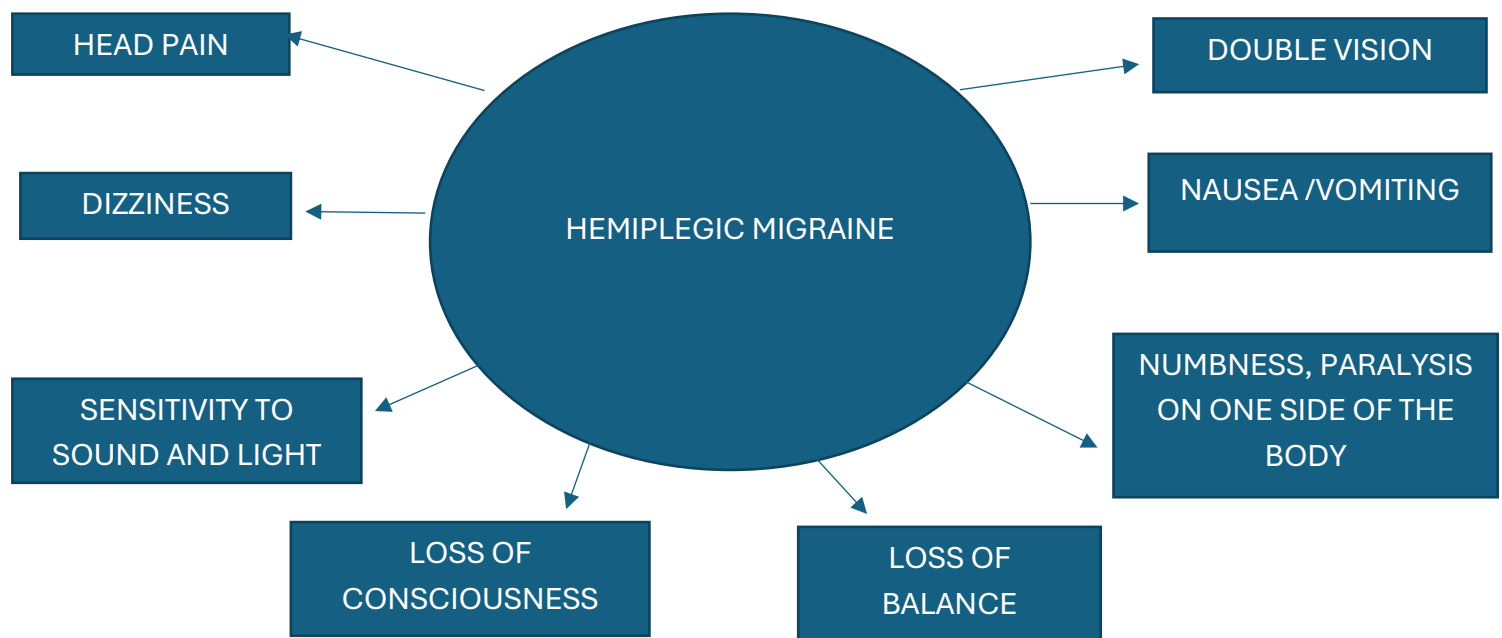 HEAD PAIN
DOUBLE VISION
DIZZINESS
HEMIPLEGIC MIGRAINE
NAUSEA /VOMITING
SENSITIVITY TO
SOUND AND LIGHT
NUMBNESS, PARALYSIS
ON ONE SIDE OF THE
BODY
LOSS OF
CONSCIOUSNESS
LOSS OF
BALANCE